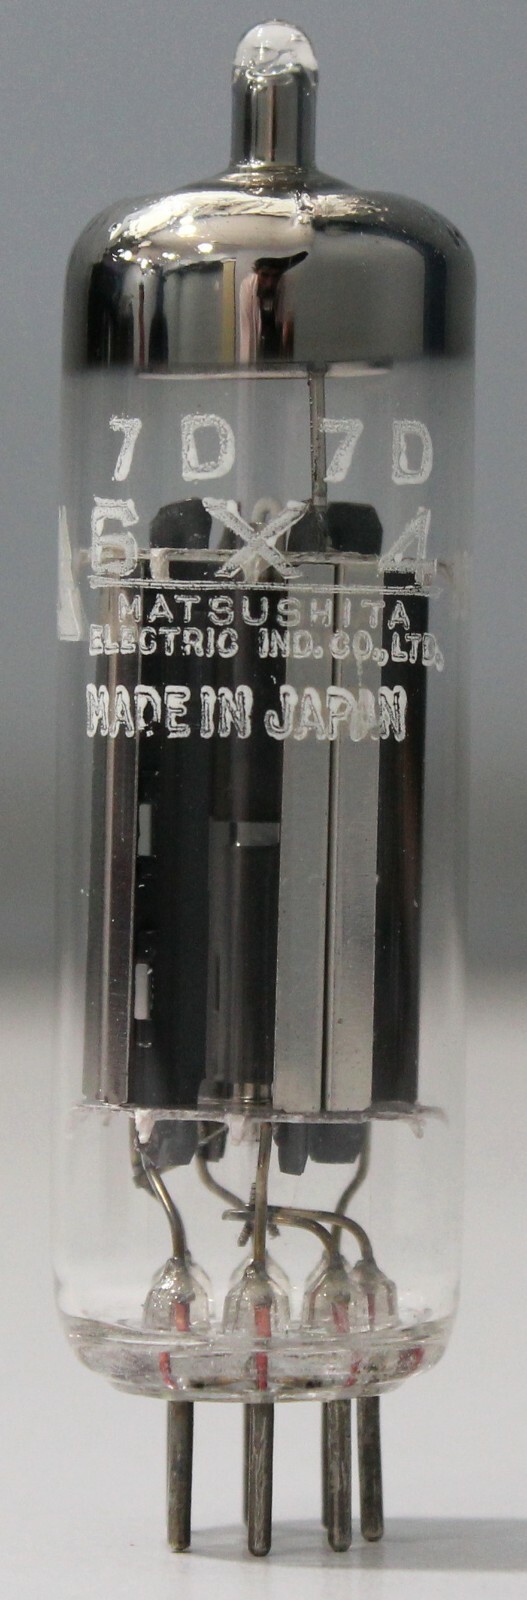 7D 7D
6X4
MATSUSHITA
ELECTRIC IND. CO., LTD.
MADE IN JAPAN